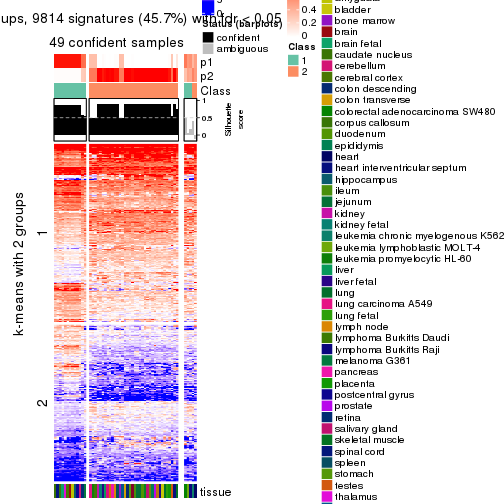 ups, 9814 signatures (45.7%) with fdr < 0.05
49 confident samples
p1
p2
Class
1
0.5
0
Silhouette
score
k-means with 2 groups
1
2
tissue
0
Status (barplots)
confident
ambiguous
0.4
0.2
0
Class
1
2
bladder
bone marrow
brain
brain fetal
caudate nucleus
cerebellum
cerebral cortex
colon descending
colon transverse
colorectal adenocarcinoma SW480
corpus callosum
duodenum
epididymis
heart
heart interventricular septum
hippocampus
ileum
jejunum
kidney
kidney fetal
leukemia chronic myelogenous K562
leukemia lymphoblastic MOLT-4
leukemia promyelocytic HL-60
liver
liver fetal
lung
lung carcinoma A549
lung fetal
lymph node
lymphoma Burkitts Daudi
lymphoma Burkitts Raji
melanoma G361
pancreas
placenta
postcentral gyrus
prostate
retina
salivary gland
skeletal muscle
spinal cord
spleen
stomach
testes
thalamus